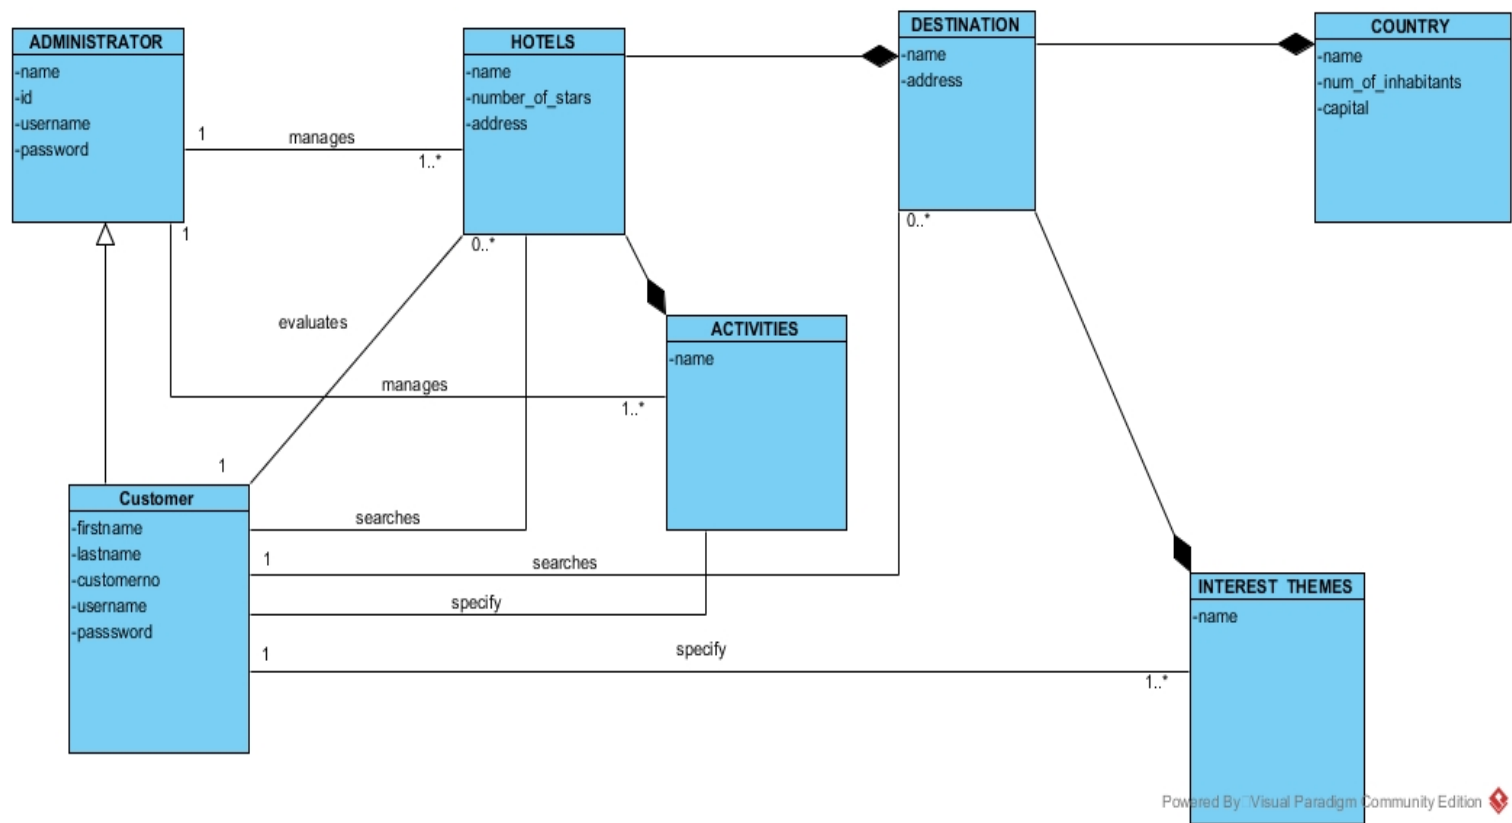 ADMINISTRATOR
-name
-id
-username
-password
HOTELS
-name
-number_of_stars
-address
DESTINATION
-name
-address
COUNTRY
-name
-num_of_inhabitants
-capital
1
manages
1..*
1
0..*
0..*
evaluates
ACTIVITIES
-name
manages
1..*
1
Customer
-firstname
-lastname
-customerno
-username
-passsword
searches
1
searches
specify
1
specify
1..*
INTEREST THEMES
-name
Powered By Visual Paradigm Community Edition